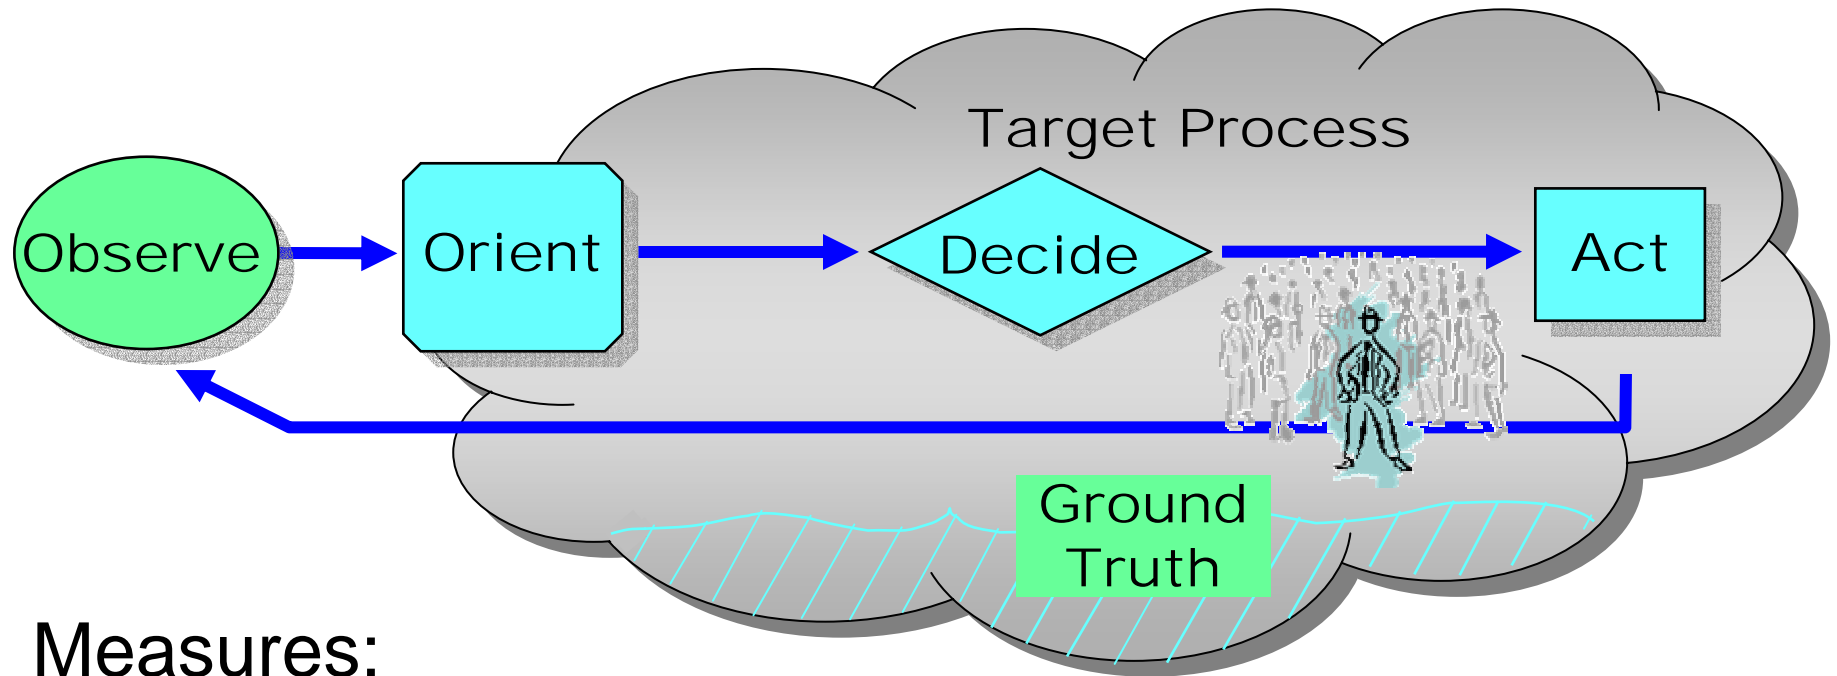 Target Process
Observe
Orient
Decide
Act
Ground
Truth
Measures: